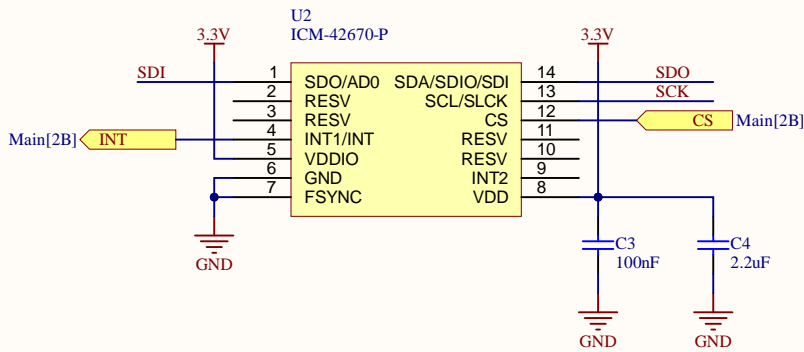 U2
ICM-42670-P
3.3V
3.3V
SDI
1
SDO/AD0
SDA/SDIO/SDI
14
SDO
2
RESV
SCL/SLCK
13
SCK
3
RESV
CS
12
CS
Main[2B]
Main[2B]
INT
4
INT1/INT
RESV
11
5
VDDIO
RESV
10
6
GND
INT2
9
7
FSYNC
VDD
8
GND
C3
100nF
C4
2.2uF
GND
GND